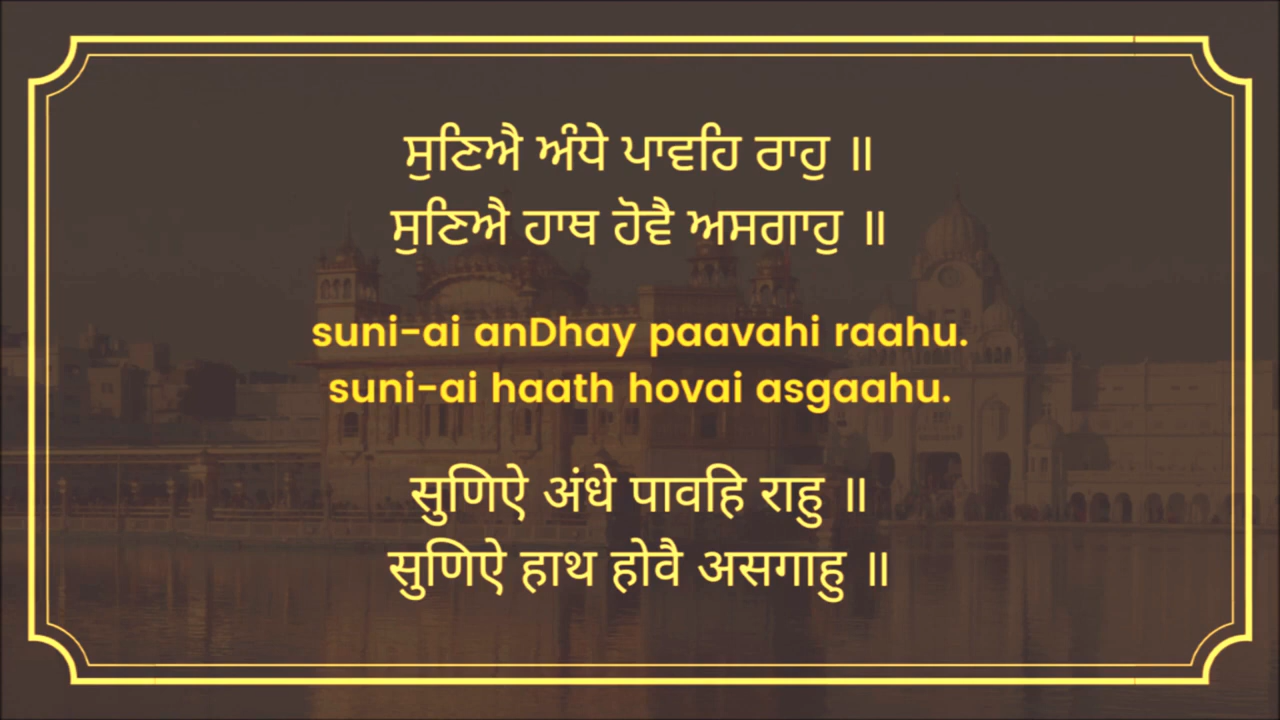 ਸੁਣਿਐ ਅੰਧੇ ਪਾਵਹਿ ਰਾਹੁ ॥
ਸੁਣਿਐ ਹਾਥ ਹੋਵੈ ਅਸਗਾਹੁ ॥
suni-ai anDhay paavahi raahu.
suni-ai haath hovai asgaahu.
सुणिऐ अंधे पावहि राहु ॥
सुणिऐ हाथ होवै असगाहु ॥